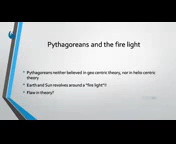 Pythagoreans and the fire light
Pythagoreans neither believed in geo centric theory, nor in helio centric
theory
Earth and Sun revolves around a "fire light"?
Flaw in theory?